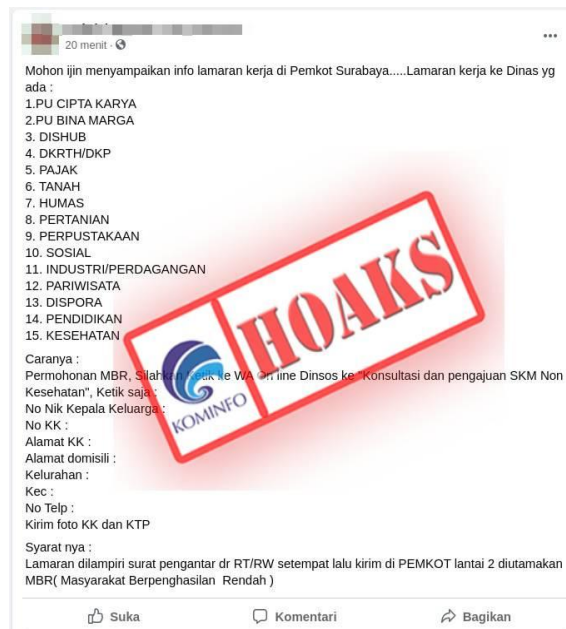 20 menit ·
Mohon ijin menyampaikan info lamaran kerja di Pemkot Surabaya.....Lamaran kerja ke Dinas yg
ada :
1.PU CIPTA KARYA
2.PU BINA MARGA
3. DISHUB
4. DKRTH/DKP
5. PAJAK
6. TANAH
7. HUMAS
8. PERTANIAN
9. PERPUSTAKAAN
10. SOSIAL
11. INDUSTRI/PERDAGANGAN
12. PARIWISATA
13. DISPORA
14. PENDIDIKAN
15. KESEHATAN
HOAKS
KOMINFO
Caranya :
Permohonan MBR, Silahkan Ketik ke WA On line Dinsos ke "Konsultasi dan pengajuan SKM Non
Kesehatan", Ketik saja :
No Nik Kepala Keluarga :
No KK :
Alamat KK :
Alamat domisili :
Kelurahan :
Kec :
No Telp :
Kirim foto KK dan KTP
Syarat nya :
Lamaran dilampiri surat pengantar dr RT/RW setempat lalu kirim di PEMKOT lantai 2 diutamakan
MBR( Masyarakat Berpenghasilan Rendah )
Suka Komentari Bagikan